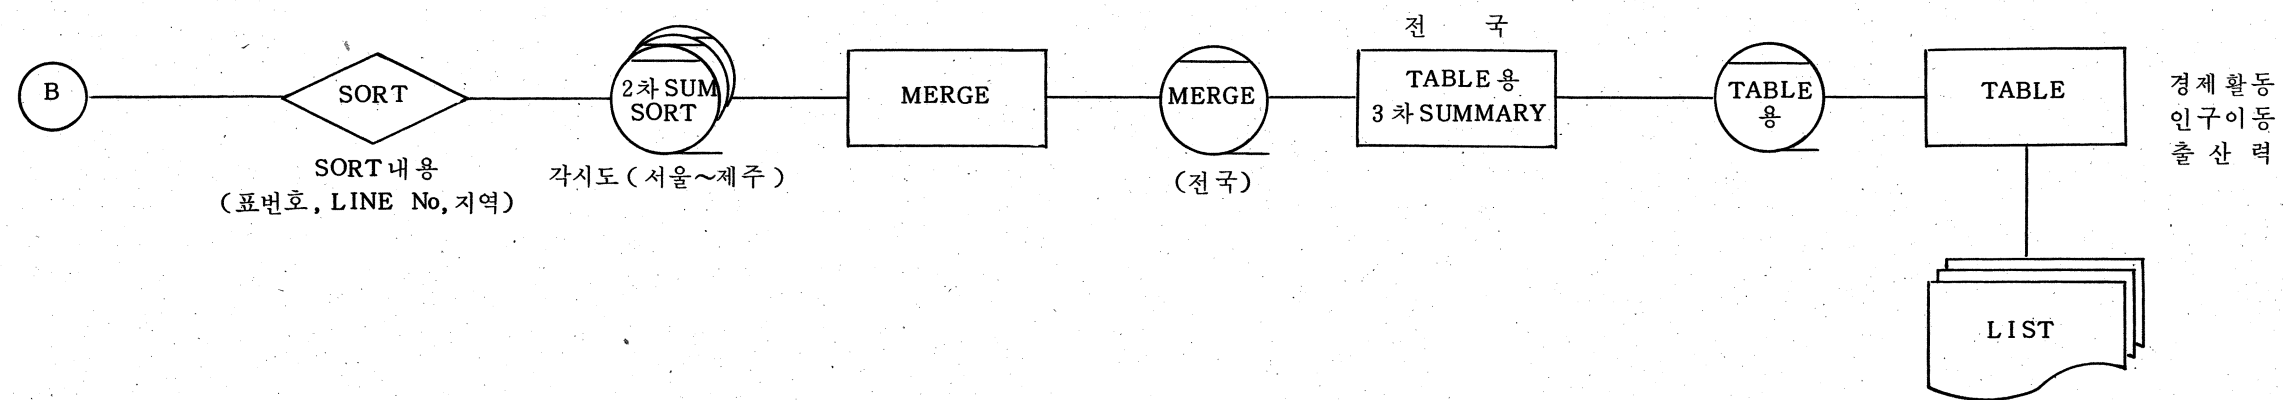 B
SORT
SORT 내용
(표번호, LINE No, 지역)
2차 SUM
SORT
각시도 (서울~제주)
MERGE
MERGE
(전국)
전 국
TABLE 용
3차 SUMMARY
TABLE
용
TABLE
경제활동
인구이동
출산력
LIST